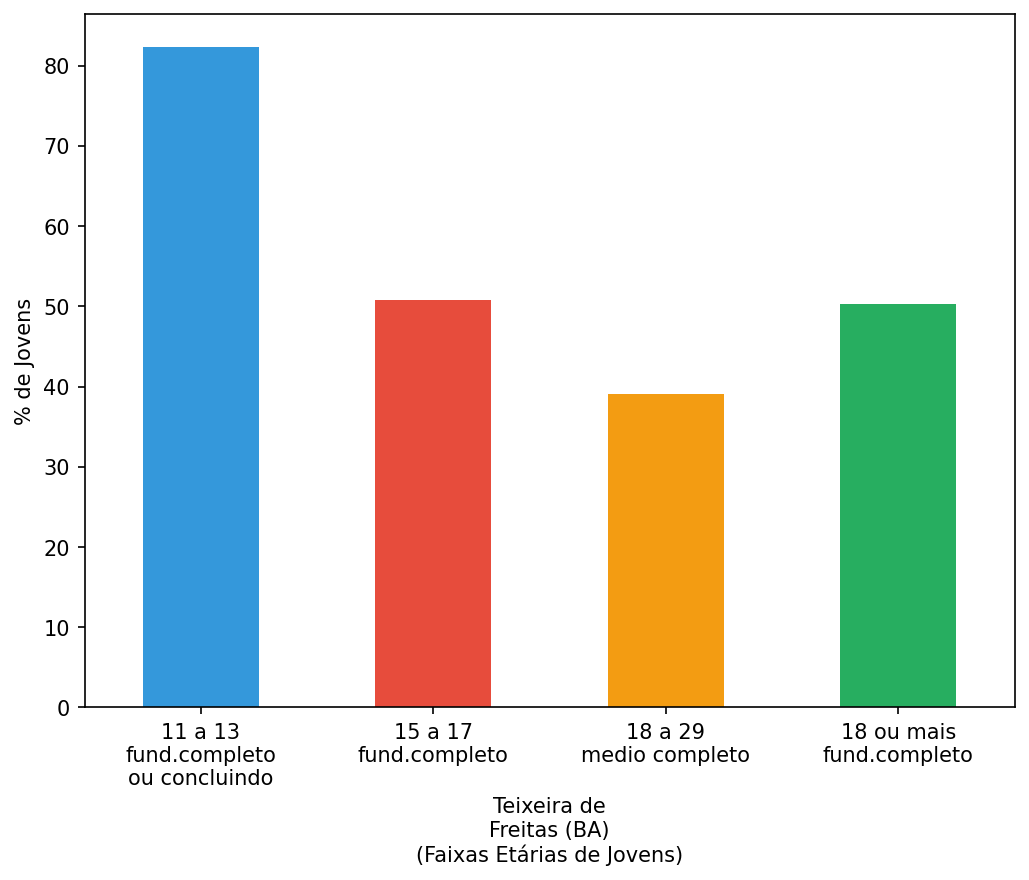 % de Jovens
80
70
60
50
40
30
20
10
0
11 a 13
fund.completo
ou concluindo
15 a 17
fund.completo
18 a 29
medio completo
18 ou mais
fund.completo
Teixeira de
Freitas (BA)
(Faixas Etárias de Jovens)